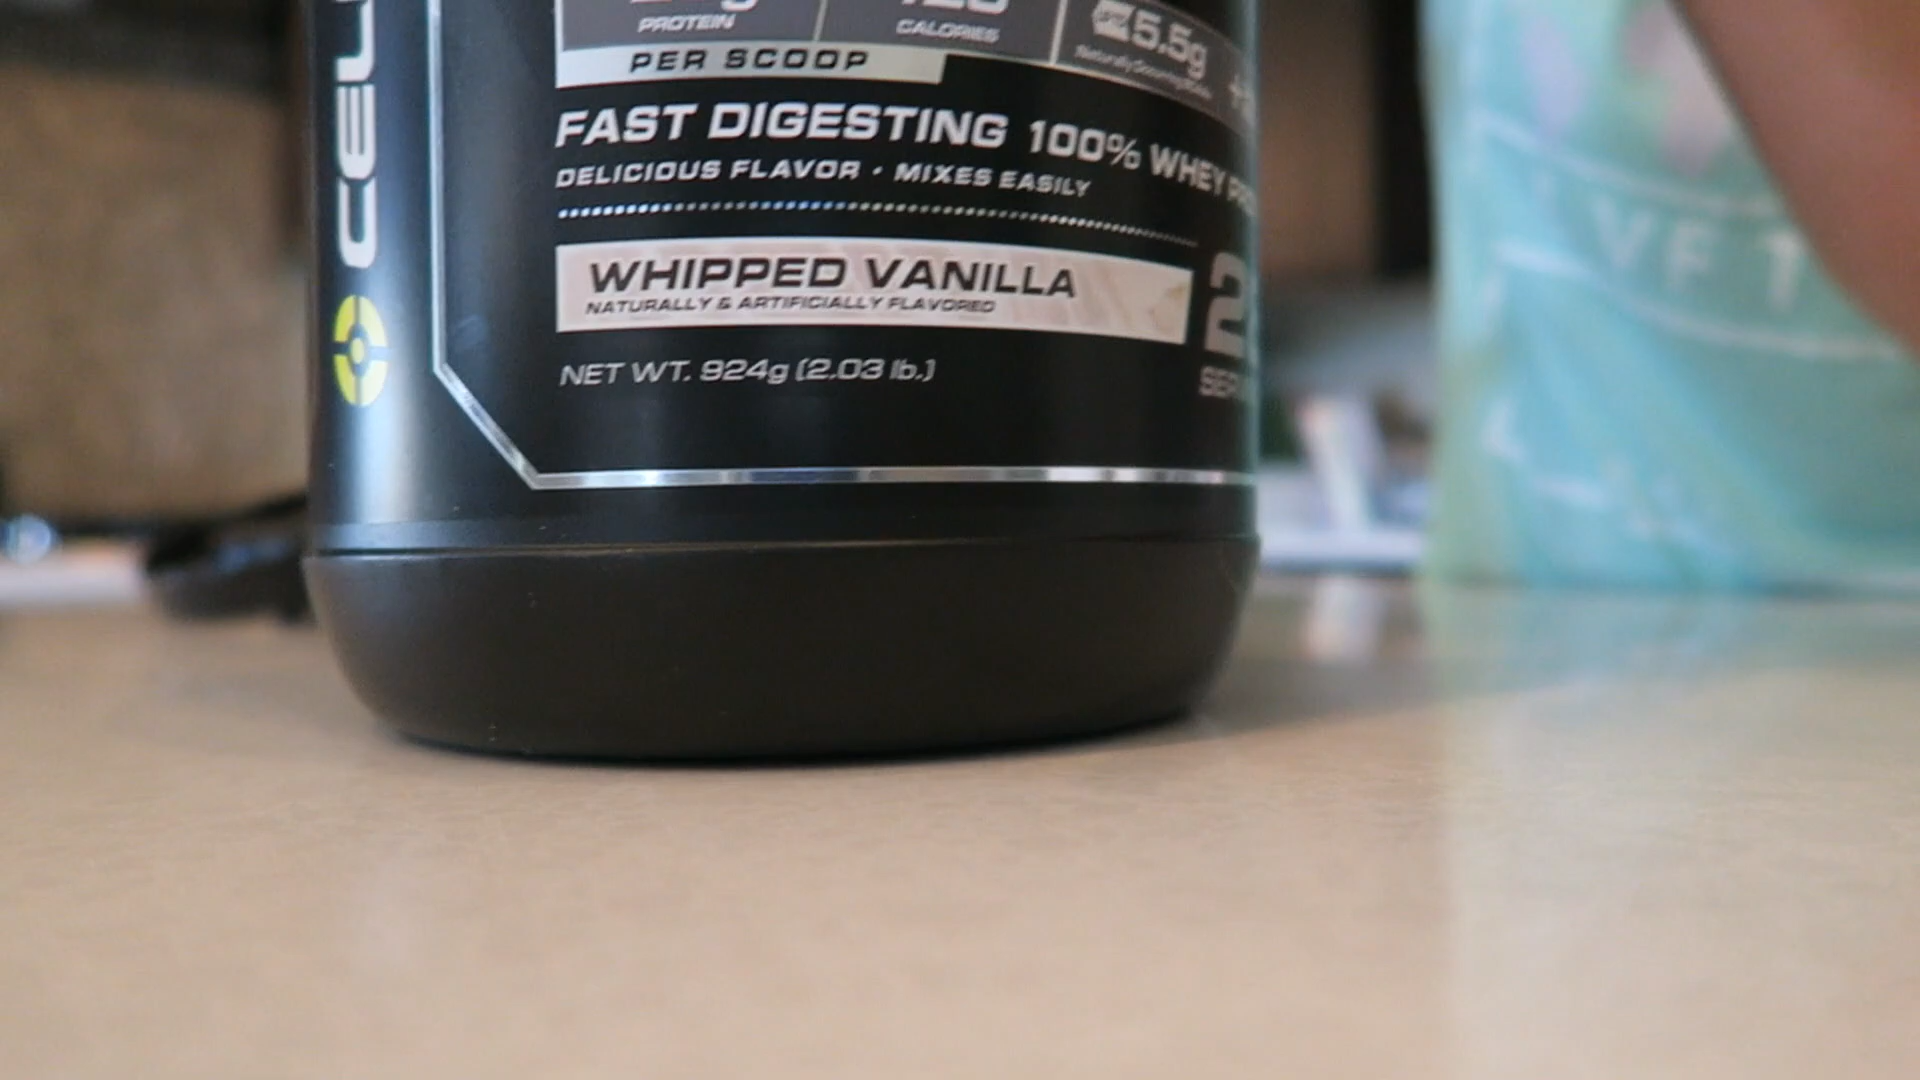 PROTEIN
CALORIES
5.5g
PER SCOOP
FAST DIGESTING 100% WHEY
DELICIOUS FLAVOR • MIXES EASILY
WHIPPED VANILLA
NATURALLY & ARTIFICIALLY FLAVORED
NET WT. 924g (2.03 lb.)